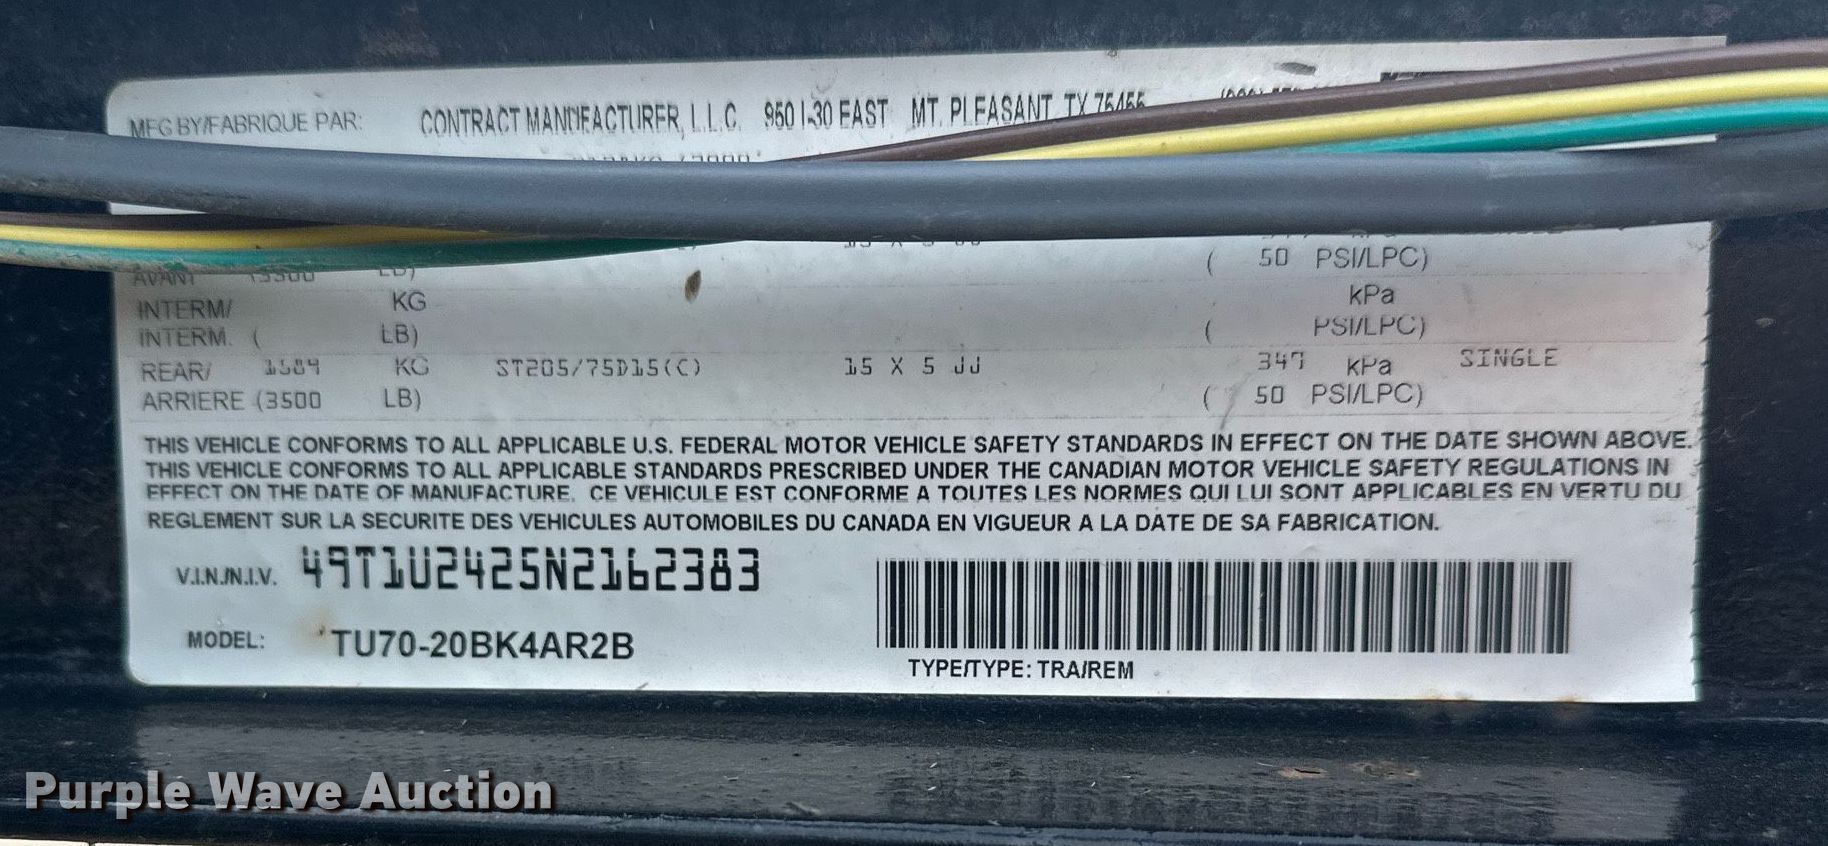 MFG BY/FABRIQUE PAR: CONTRACT MANUFACTURER, L.L.C. 950 I-30 EAST MT. PLEASANT, TX 75455
( 50 PSI/LPC)
AVANT (3500 LB)
INTERM/ KG kPa
INTERM. ( LB) ( PSI/LPC)
REAR/ 1589 KG ST205/75D15(C) 15 X 5 JJ 347 kPa SINGLE
ARRIERE (3500 LB) ( 50 PSI/LPC)
THIS VEHICLE CONFORMS TO ALL APPLICABLE U.S. FEDERAL MOTOR VEHICLE SAFETY STANDARDS IN EFFECT ON THE DATE SHOWN ABOVE.
THIS VEHICLE CONFORMS TO ALL APPLICABLE STANDARDS PRESCRIBED UNDER THE CANADIAN MOTOR VEHICLE SAFETY REGULATIONS IN
EFFECT ON THE DATE OF MANUFACTURE. CE VEHICULE EST CONFORME A TOUTES LES NORMES QUI LUI SONT APPLICABLES EN VERTU DU
REGLEMENT SUR LA SECURITE DES VEHICULES AUTOMOBILES DU CANADA EN VIGUEUR A LA DATE DE SA FABRICATION.
V.I.N./N.I.V. 49T1U2425N2162383
MODEL: TU70-20BK4AR2B
TYPE/TYPE: TRA/REM
Purple Wave Auction